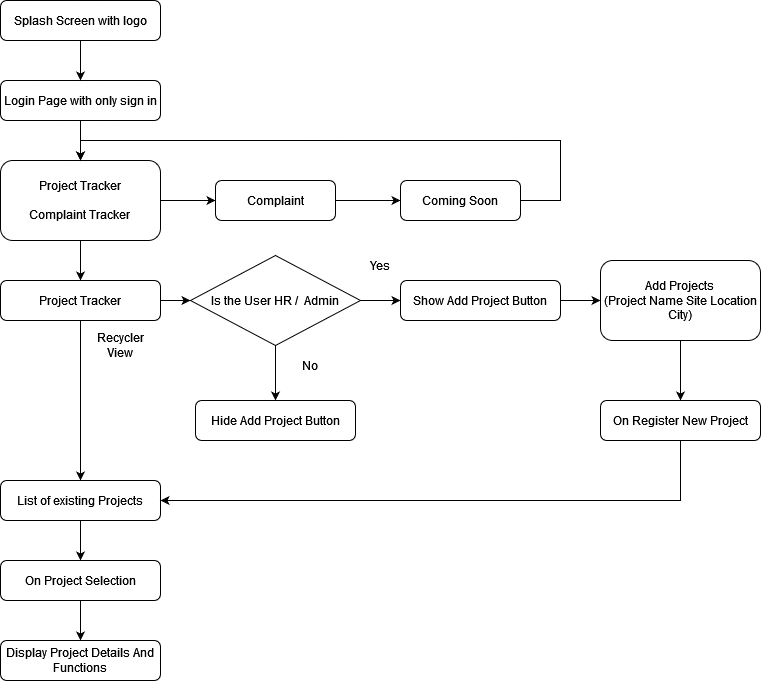 Splash Screen with logo
Login Page with only sign in
Project Tracker
Complaint Tracker
Complaint
Coming Soon
Project Tracker
Is the User HR / Admin
Yes
Show Add Project Button
Add Projects
(Project Name Site Location
City)
Recycler
View
No
Hide Add Project Button
On Register New Project
List of existing Projects
On Project Selection
Display Project Details And
Functions